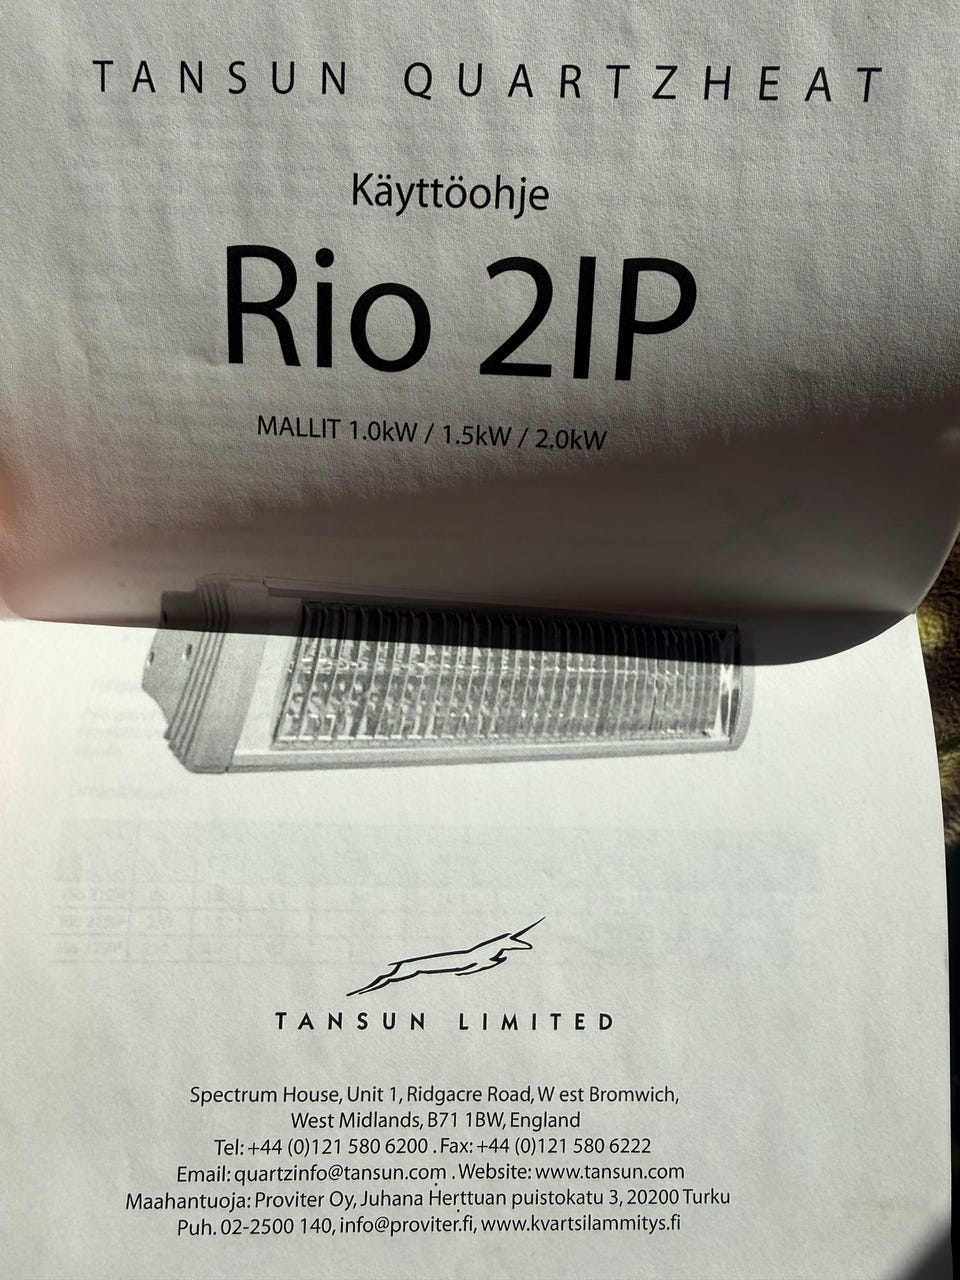 TANSUN QUARTZHEAT
Käyttöohje
Rio 2IP
MALLIT 1.0kW / 1.5kW / 2.0kW
TANSUN LIMITED
Spectrum House, Unit 1, Ridgacre Road, W est Bromwich,
West Midlands, B71 1BW, England
Tel: +44 (0)121 580 6200 . Fax: +44 (0)121 580 6222
Email: quartzinfo@tansun.com . Website: www.tansun.com
Maahantuoja: Proviter Oy, Juhana Herttuan puistokatu 3, 20200 Turku
Puh. 02-2500 140, info@proviter.fi, www.kvartsilammitys.fi